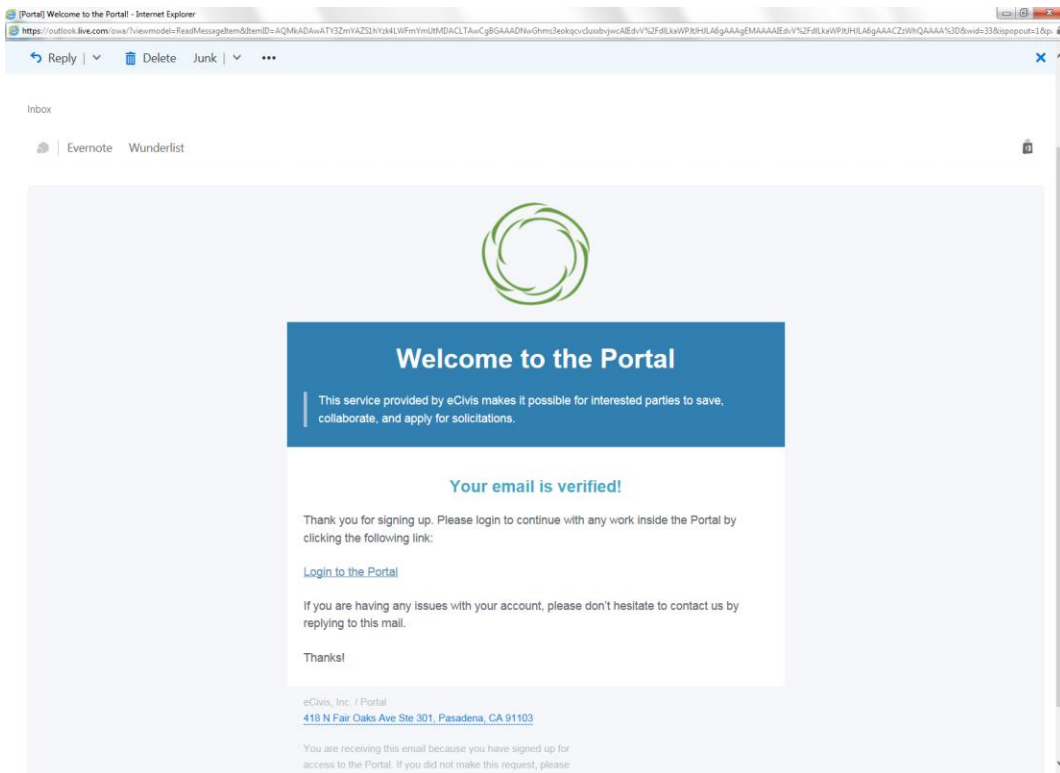 [Portal] Welcome to the Portal! - Internet Explorer
Reply | Delete Junk |
Inbox
Evernote Wunderlist
Welcome to the Portal
This service provided by eCivis makes it possible for interested parties to save,
collaborate, and apply for solicitations.
Your email is verified!
Thank you for signing up. Please login to continue with any work inside the Portal by
clicking the following link:
Login to the Portal
If you are having any issues with your account, please don't hesitate to contact us by
replying to this mail.
Thanks!
eCivis, Inc. / Portal
418 N Fair Oaks Ave Ste 301, Pasadena, CA 91103
You are receiving this email because you have signed up for
access to the Portal. If you did not make this request, please